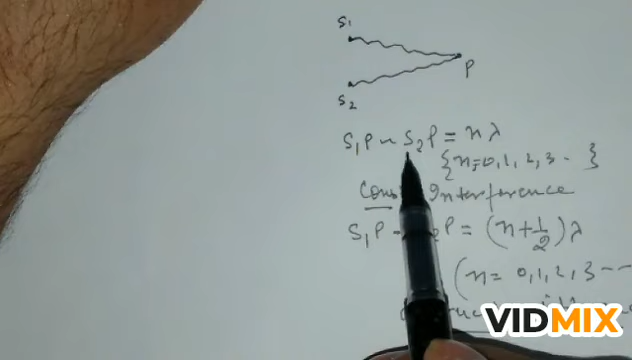 S₁
P
S₂
S₁P ~ S₂P = nλ
{n=0,1,2,3 - }
Interference
S₁P - P = (n+1/2)λ
(n = 0,1,2,3 ---
VIDMIX